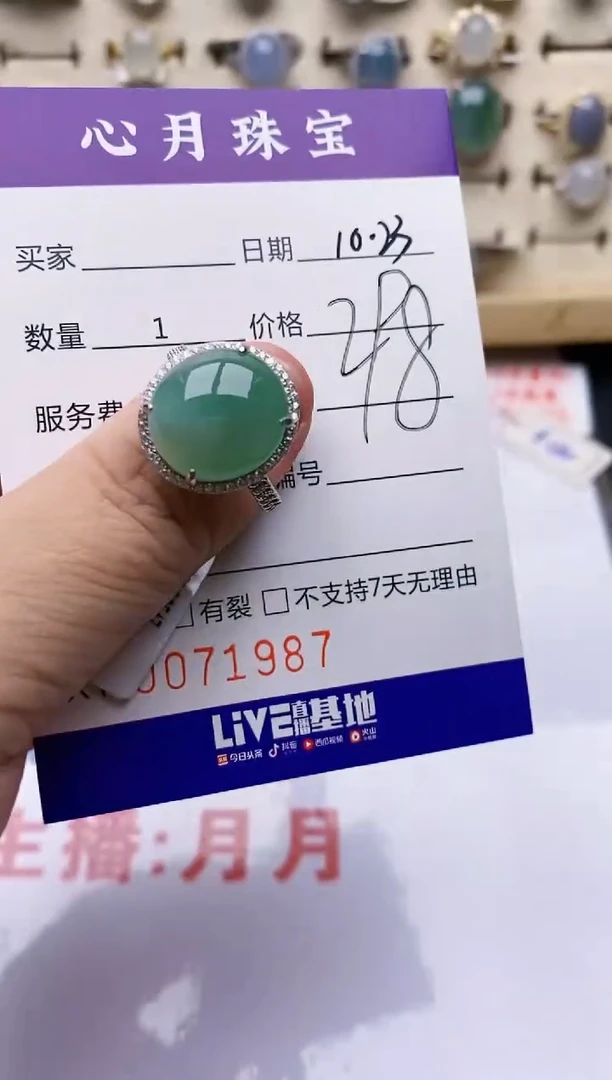 心月珠宝
买家 日期 10.23
数量 1 价格 298
服务费
编号
有裂 □ 不支持7天无理由
0071987
LiVE直播基地
今日头条 抖音 西瓜视频 火山
主播:月月